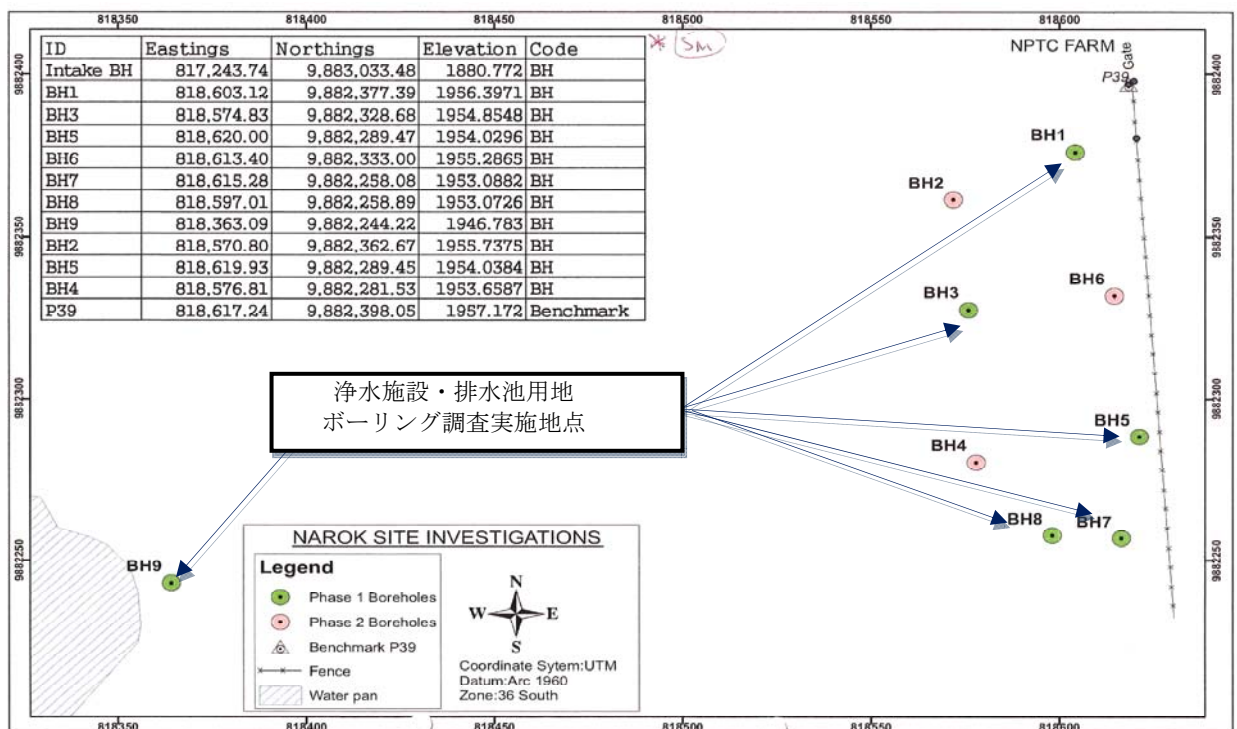 818350 818400 818450 818500 818550 818600
ID Eastings Northings Elevation Code
Intake BH 817,243.74 9,883,033.48 1880.772 BH
BH1 818,603.12 9,882,377.39 1956.3971 BH
BH3 818,574.83 9,882,328.68 1954.8548 BH
BH5 818,620.00 9,882,289.47 1954.0296 BH
BH6 818,613.40 9,882,333.00 1955.2865 BH
BH7 818,615.28 9,882,258.08 1953.0882 BH
BH8 818,597.01 9,882,258.89 1953.0726 BH
BH9 818,363.09 9,882,244.22 1946.783 BH
BH2 818,570.80 9,882,362.67 1955.7375 BH
BH5 818,619.93 9,882,289.45 1954.0384 BH
BH4 818,576.81 9,882,281.53 1953.6587 BH
P39 818,617.24 9,882,398.05 1957.172 Benchmark
NPTC FARM
Gate
P39
9882400 9882400
BH1
BH2
9882350 9882350
BH6
BH3
9882300 9882300
浄水施設・排水池用地
ボーリング調査実施地点
BH5
BH4
BH8 BH7
9882250 9882250
BH9
NAROK SITE INVESTIGATIONS
Legend
Phase 1 Boreholes
Phase 2 Boreholes
Benchmark P39
Fence
Water pan
N
W E
S
Coordinate Sytem:UTM
Datum:Arc 1960
Zone:36 South
818350 818400 818450 818500 818550 818600